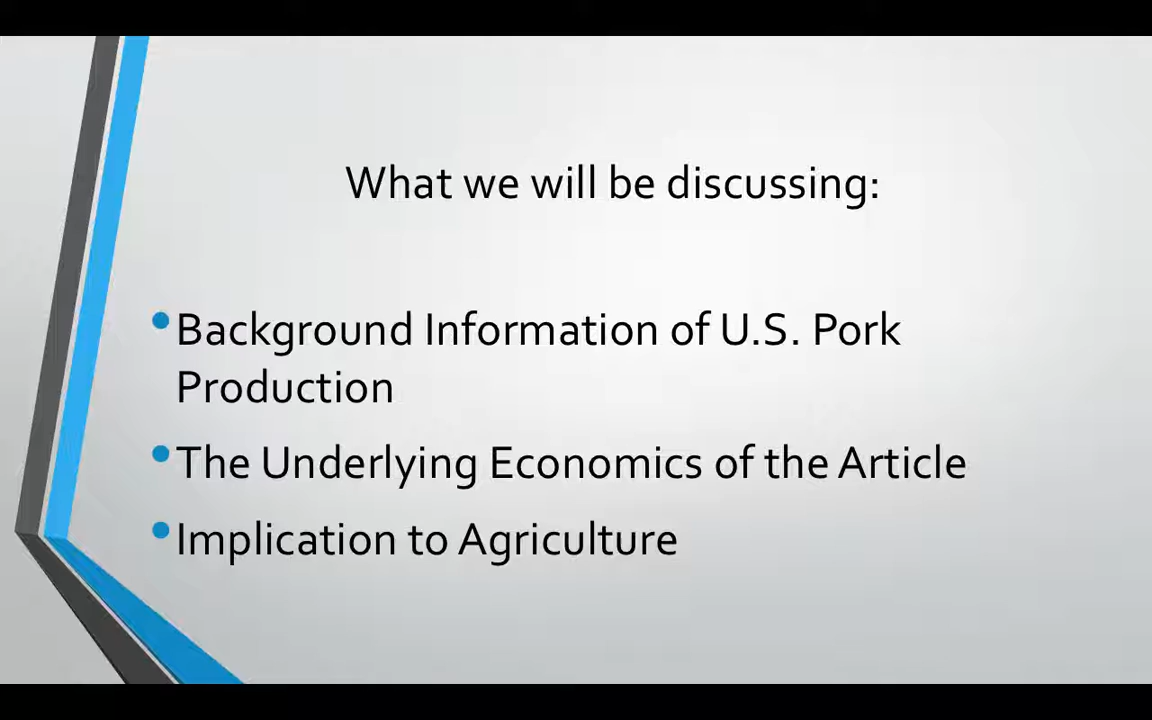 What we will be discussing:
•Background Information of U.S. Pork
Production
•The Underlying Economics of the Article
•Implication to Agriculture